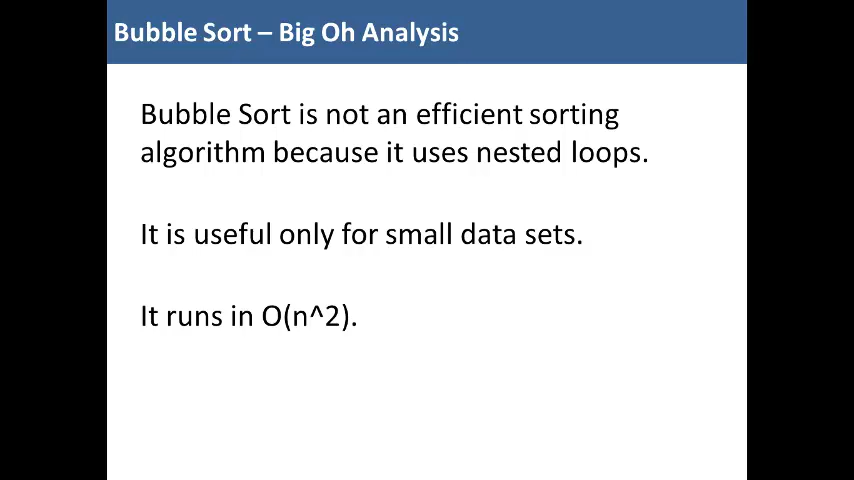 Bubble Sort – Big Oh Analysis
Bubble Sort is not an efficient sorting
algorithm because it uses nested loops.
It is useful only for small data sets.
It runs in O(n^2).